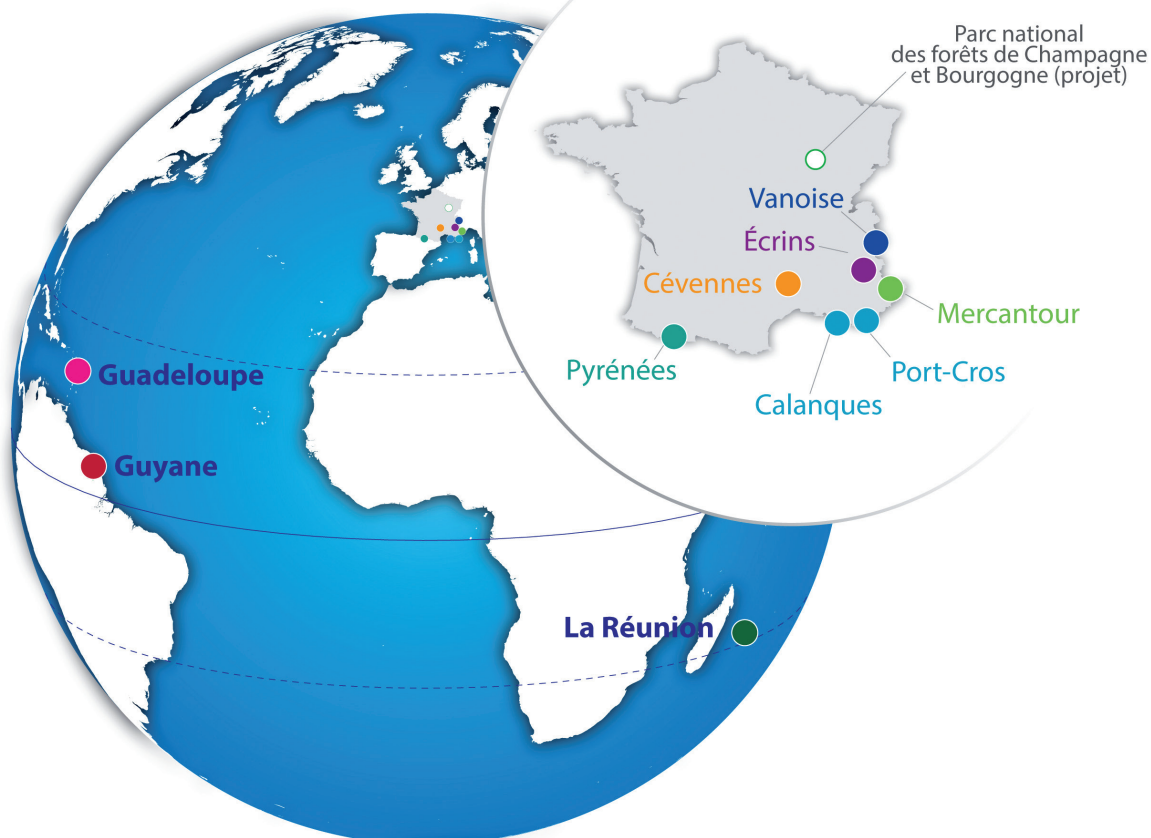 Parc national
des forêts de Champagne
et Bourgogne (projet)
Vanoise
Écrins
Cévennes
Mercantour
Pyrénées
Port-Cros
Calanques
Guadeloupe
Guyane
La Réunion